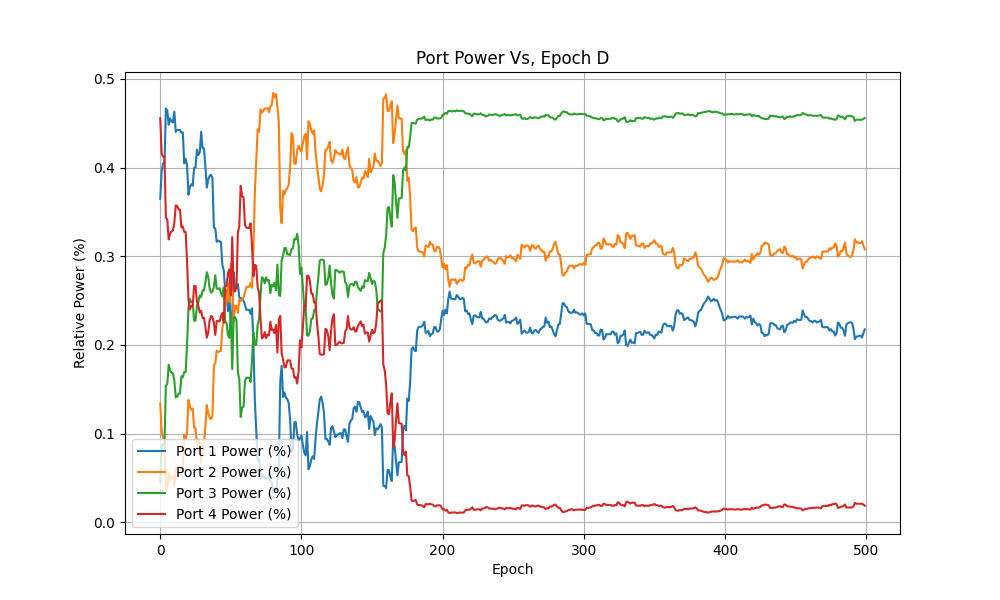 Port Power Vs, Epoch D
Relative Power (%)
0.5
0.4
0.3
0.2
0.1
0.0
Port 1 Power (%)
Port 2 Power (%)
Port 3 Power (%)
Port 4 Power (%)
0 100 200 300 400 500
Epoch